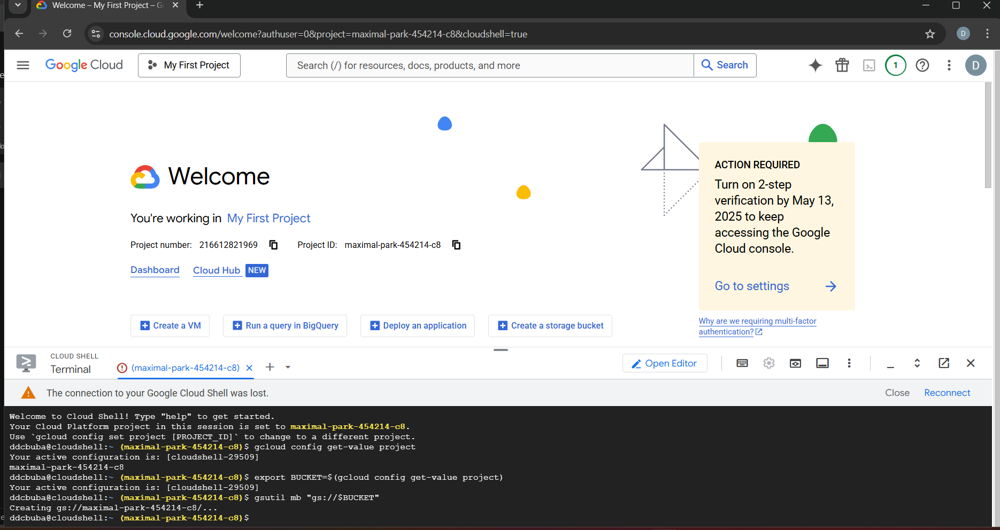 Welcome – My First Project – G
console.cloud.google.com/welcome?authuser=0&project=maximal-park-454214-c8&cloudshell=true
D
Google Cloud
My First Project
Search (/) for resources, docs, products, and more
Search
1
D
Welcome
You're working in My First Project
Project number: 216612821969 Project ID: maximal-park-454214-c8
Dashboard Cloud Hub NEW
Create a VM
Run a query in BigQuery
Deploy an application
Create a storage bucket
ACTION REQUIRED
Turn on 2-step
verification by May 13,
2025 to keep
accessing the Google
Cloud console.
Go to settings
Why are we requiring multi-factor
authentication?
CLOUD SHELL
Terminal
(maximal-park-454214-c8)
Open Editor
The connection to your Google Cloud Shell was lost.
Close Reconnect
Welcome to Cloud Shell! Type "help" to get started.
Your Cloud Platform project in this session is set to maximal-park-454214-c8.
Use `gcloud config set project [PROJECT_ID]` to change to a different project.
ddcbuba@cloudshell:~ (maximal-park-454214-c8)$ gcloud config get-value project
Your active configuration is: [cloudshell-29509]
maximal-park-454214-c8
ddcbuba@cloudshell:~ (maximal-park-454214-c8)$ export BUCKET=$(gcloud config get-value project)
Your active configuration is: [cloudshell-29509]
ddcbuba@cloudshell:~ (maximal-park-454214-c8)$ gsutil mb "gs://$BUCKET"
Creating gs://maximal-park-454214-c8/...
ddcbuba@cloudshell:~ (maximal-park-454214-c8)$